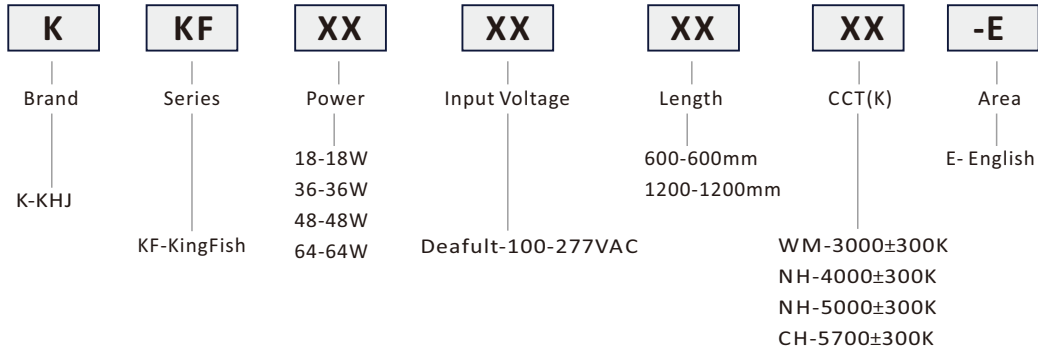 K KF XX XX XX XX -E
Brand Series Power Input Voltage Length CCT(K) Area
18-18W 600-600mm E- English
36-36W 1200-1200mm
K-KHJ
48-48W
KF-KingFish 64-64W Deafult-100-277VAC WM-3000±300K
NH-4000±300K
NH-5000±300K
CH-5700±300K